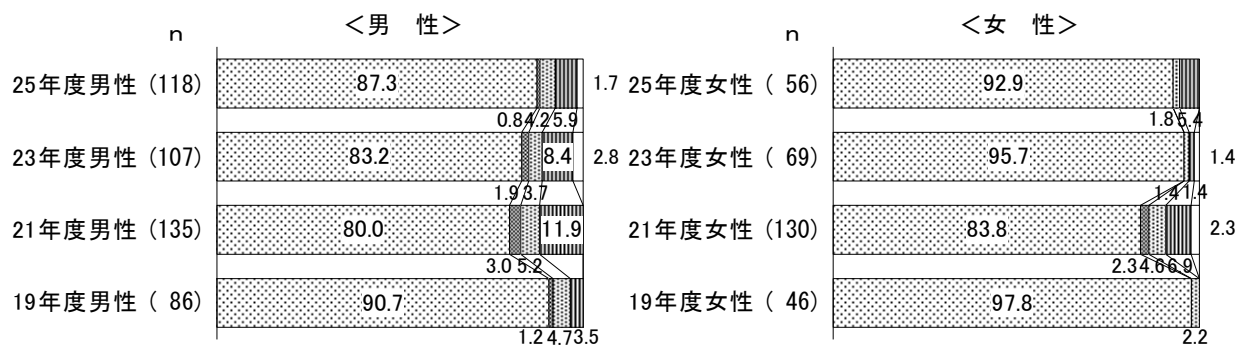 ＜男　性＞
n
25年度男性 (118) 87.3 1.7
0.8 4.2 5.9
23年度男性 (107) 83.2 8.4 2.8
1.9 3.7
21年度男性 (135) 80.0 11.9
3.0 5.2
19年度男性 ( 86) 90.7
1.2 4.7 3.5
＜女　性＞
n
25年度女性 ( 56) 92.9
1.8 5.4
23年度女性 ( 69) 95.7 1.4
1.4 1.4
21年度女性 (130) 83.8 2.3
2.3 4.6 6.9
19年度女性 ( 46) 97.8
2.2